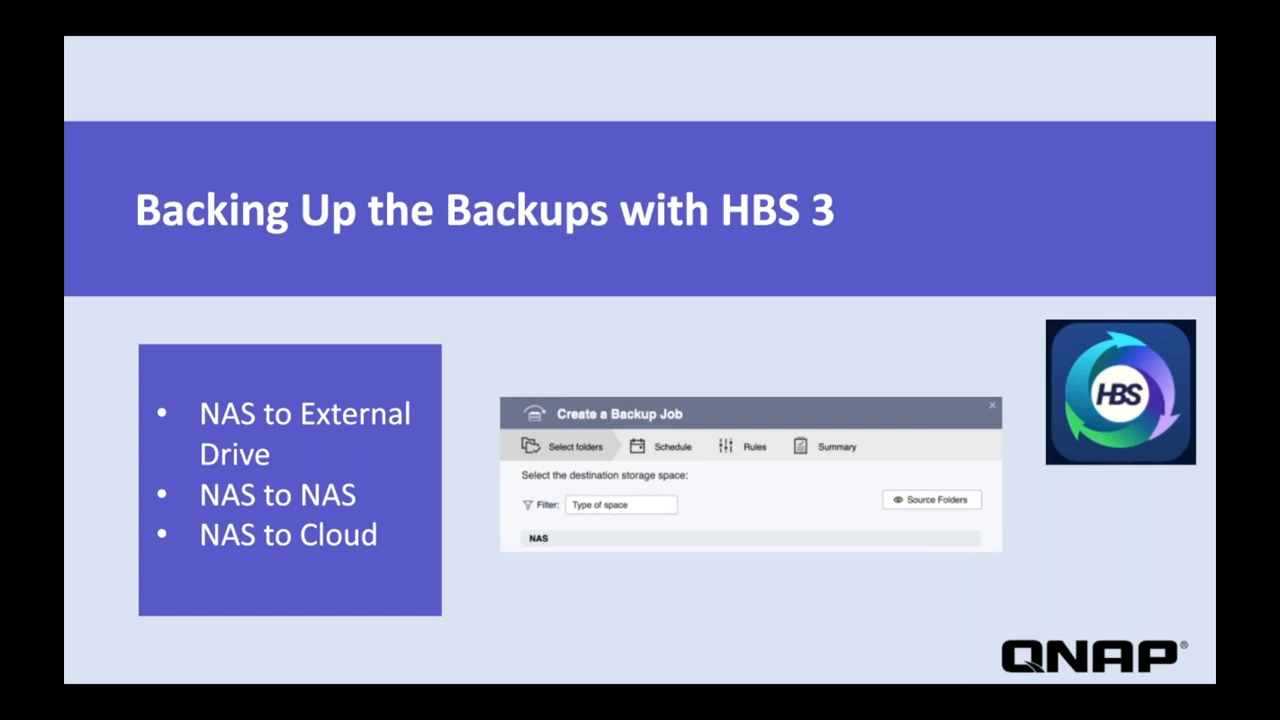 Backing Up the Backups with HBS 3
• NAS to External
Drive
• NAS to NAS
• NAS to Cloud
Create a Backup Job
×
Select folders
Schedule
Rules
Summary
Select the destination storage space:
Filter:
Type of space
Source Folders
NAS
HBS
QNAP®